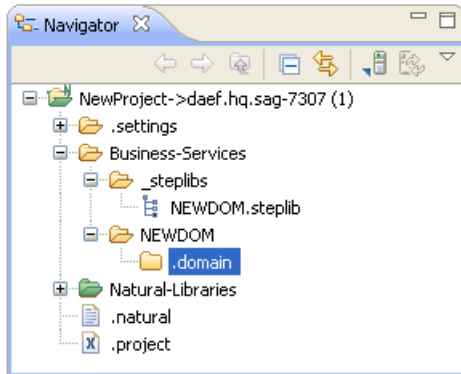 Navigator
NewProject->daef.hq.sag-7307 (1)
.settings
Business-Services
_steplibs
NEWDOM.steplib
NEWDOM
.domain
Natural-Libraries
.natural
.project